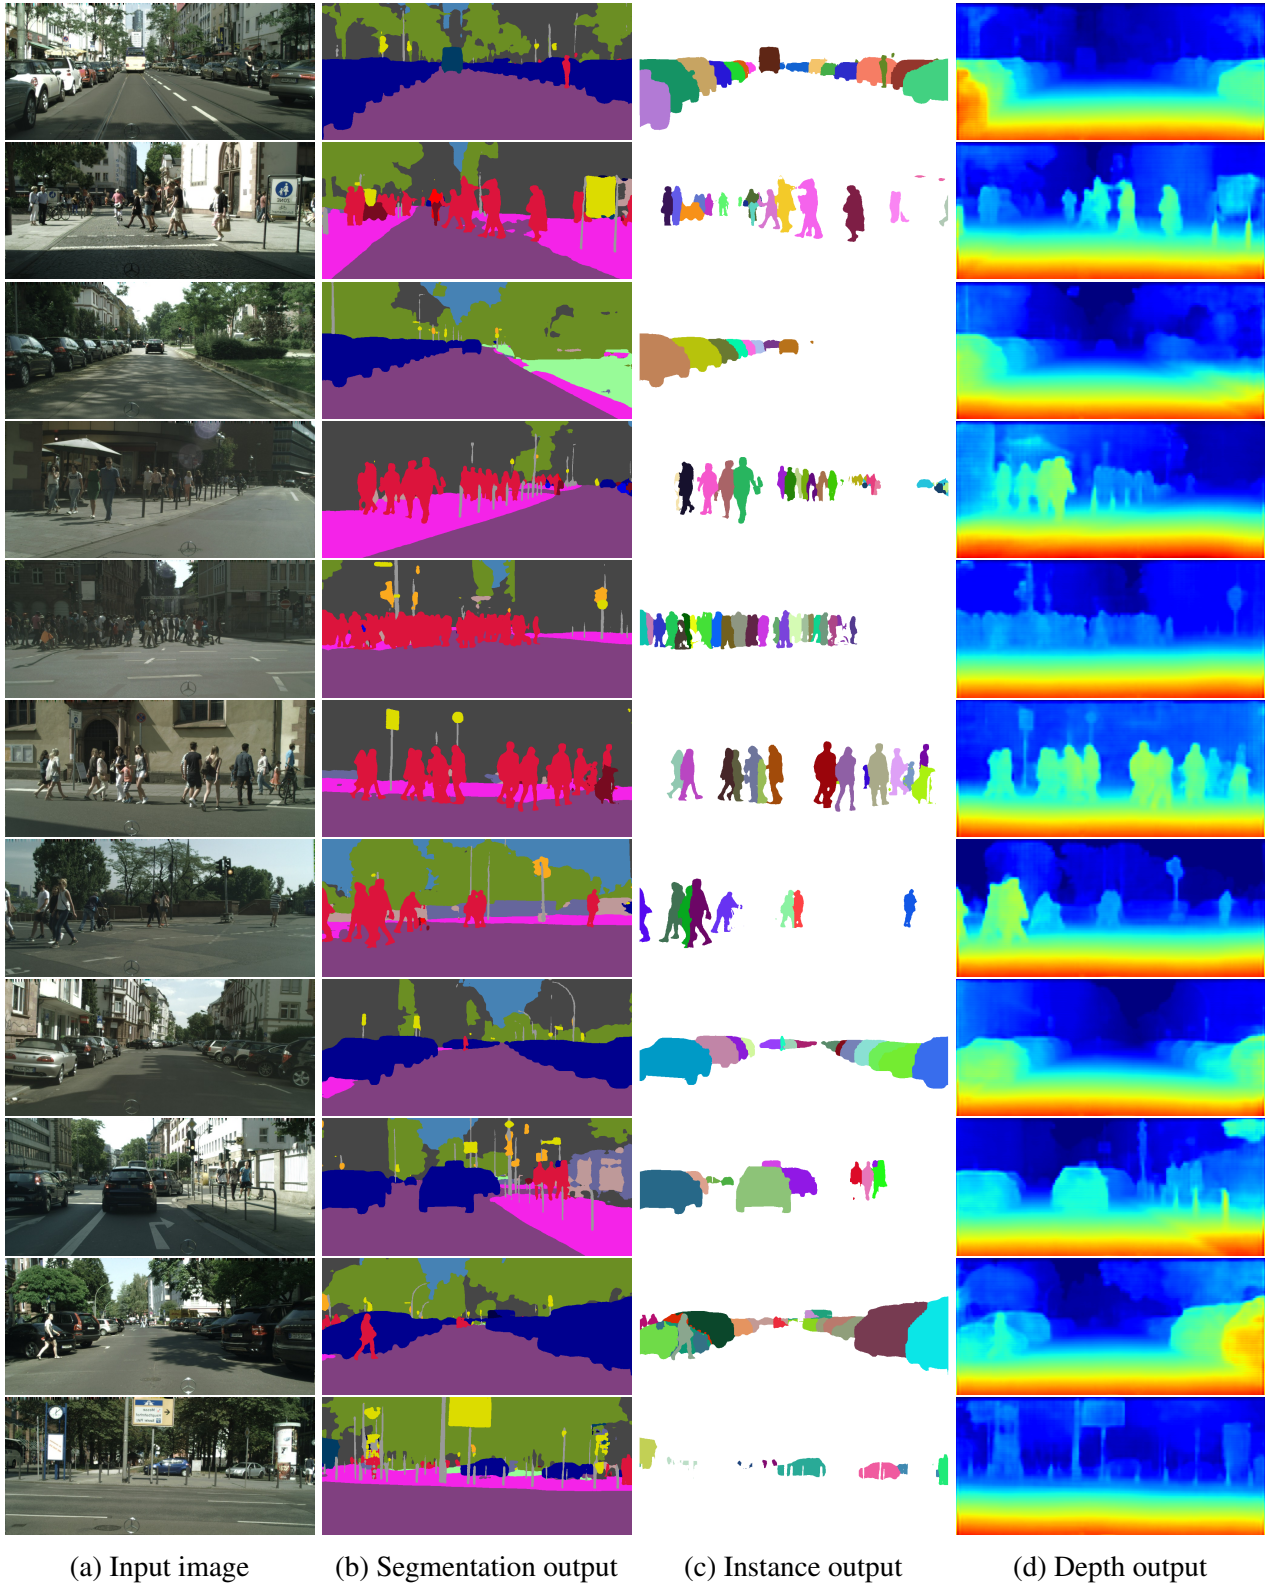 (a) Input image
(b) Segmentation output
(c) Instance output
(d) Depth output